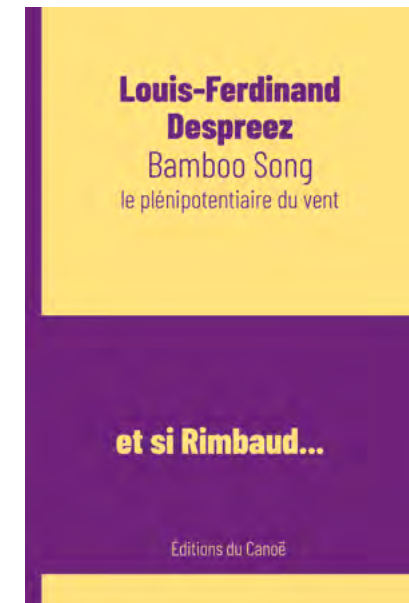 Louis-Ferdinand
Despreez
Bamboo Song
le plénipotentiaire du vent
et si Rimbaud...
Éditions du Canoë